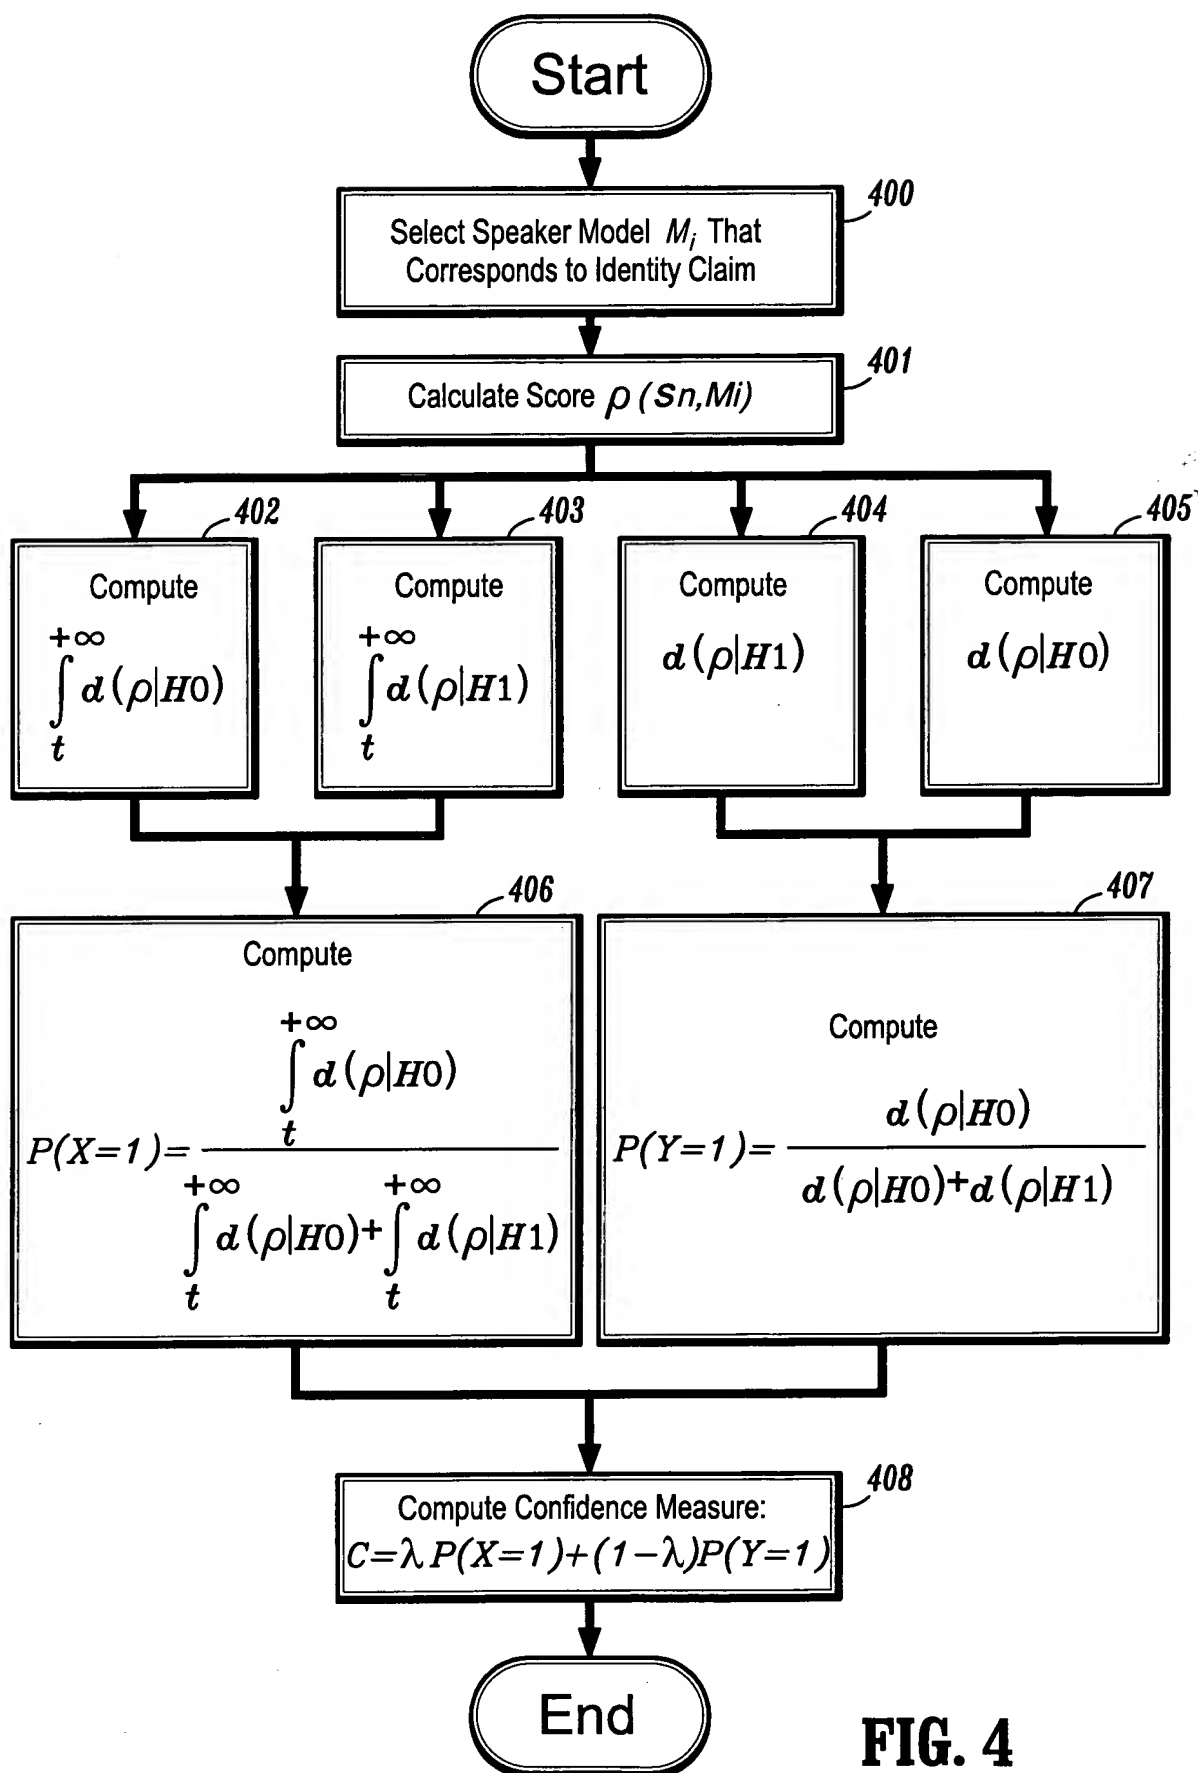 Start
400
Select Speaker Model M_i That
Corresponds to Identity Claim
401
Calculate Score ρ (Sn,Mi)
402
Compute
+∞
∫ d(ρ|H0)
t
403
Compute
+∞
∫ d(ρ|H1)
t
404
Compute
d(ρ|H1)
405
Compute
d(ρ|H0)
406
Compute
+∞
∫ d(ρ|H0)
t
P(X=1)=
+∞ +∞
∫ d(ρ|H0)+∫ d(ρ|H1)
t t
407
Compute
d(ρ|H0)
P(Y=1)=
d(ρ|H0)+d(ρ|H1)
408
Compute Confidence Measure:
C=λP(X=1)+(1-λ)P(Y=1)
End
FIG. 4